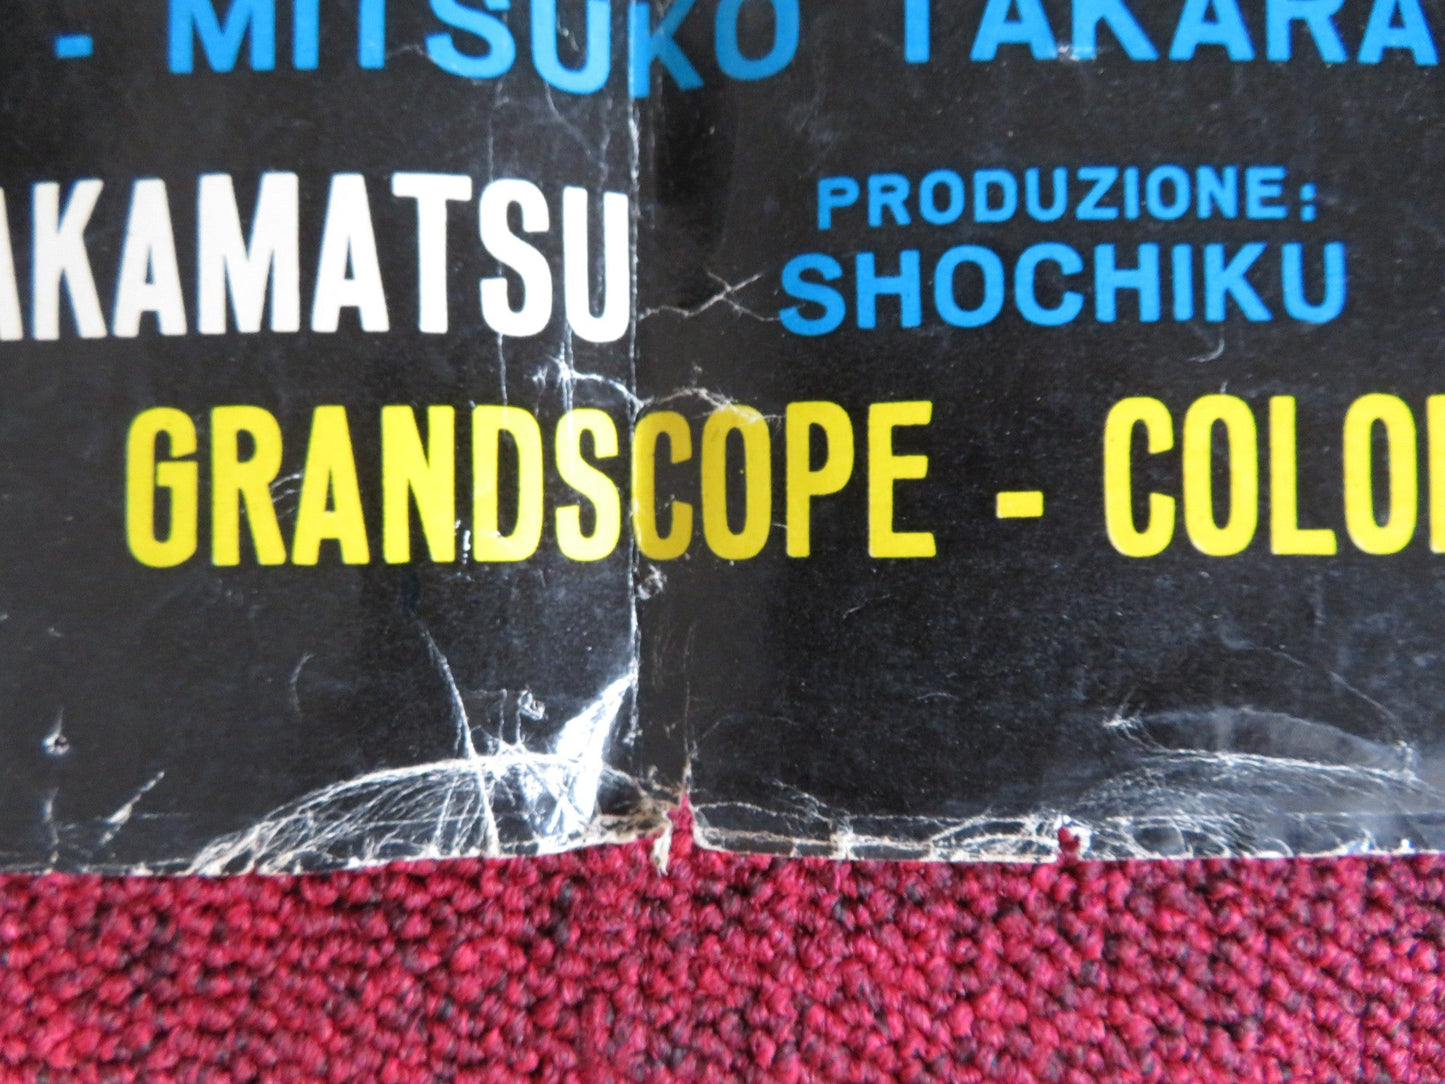 - MITSUKO TAKARA
AKAMATSU
PRODUZIONE:
SHOCHIKU
GRANDSCOPE - COLO